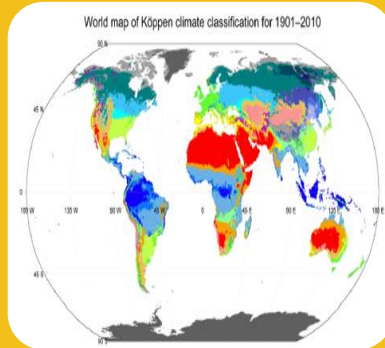 World map of Köppen climate classification for 1901–2010
90 N
45 N
0
180 W
135 W
90 W
45 W
0
45 E
90 E
135 E
180 E
45 S
90 S